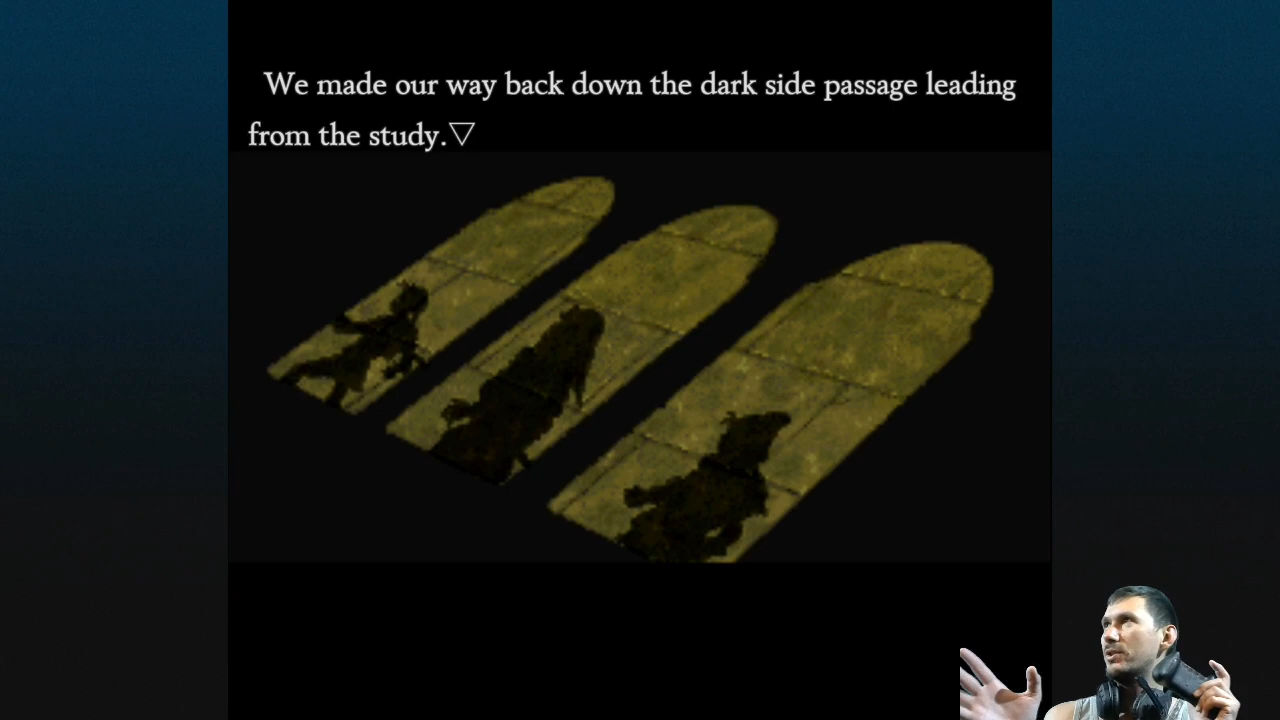 We made our way back down the dark side passage leading
from the study.▽